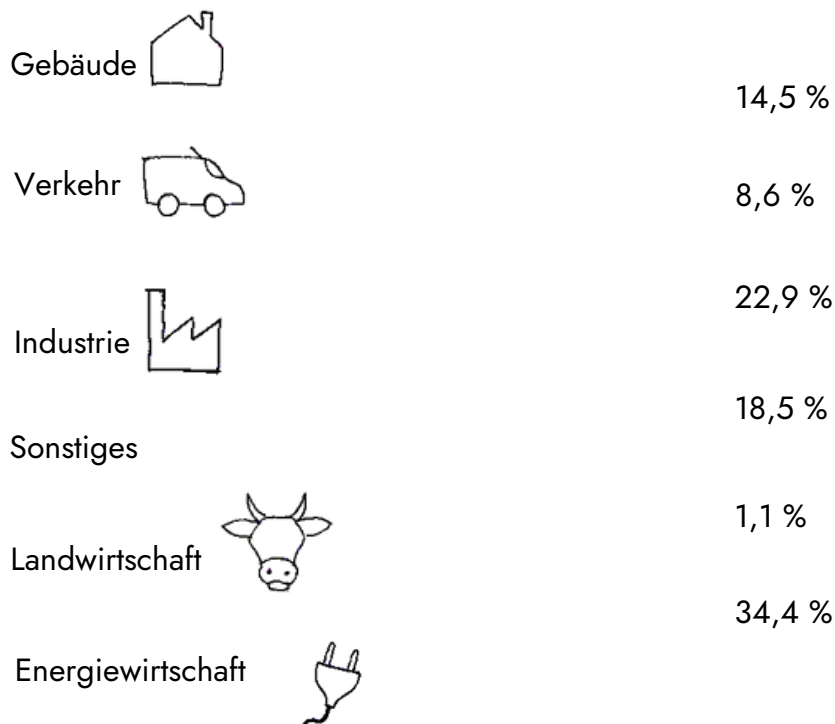 Gebäude
14,5 %
Verkehr
8,6 %
22,9 %
Industrie
18,5 %
Sonstiges
1,1 %
Landwirtschaft
34,4 %
Energiewirtschaft